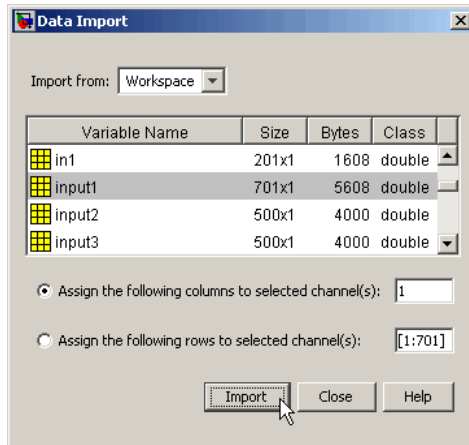 Data Import
Import from: Workspace
Variable Name Size Bytes Class
in1 201x1 1608 double
input1 701x1 5608 double
input2 500x1 4000 double
input3 500x1 4000 double
Assign the following columns to selected channel(s): 1
Assign the following rows to selected channel(s): [1:701]
Import Close Help